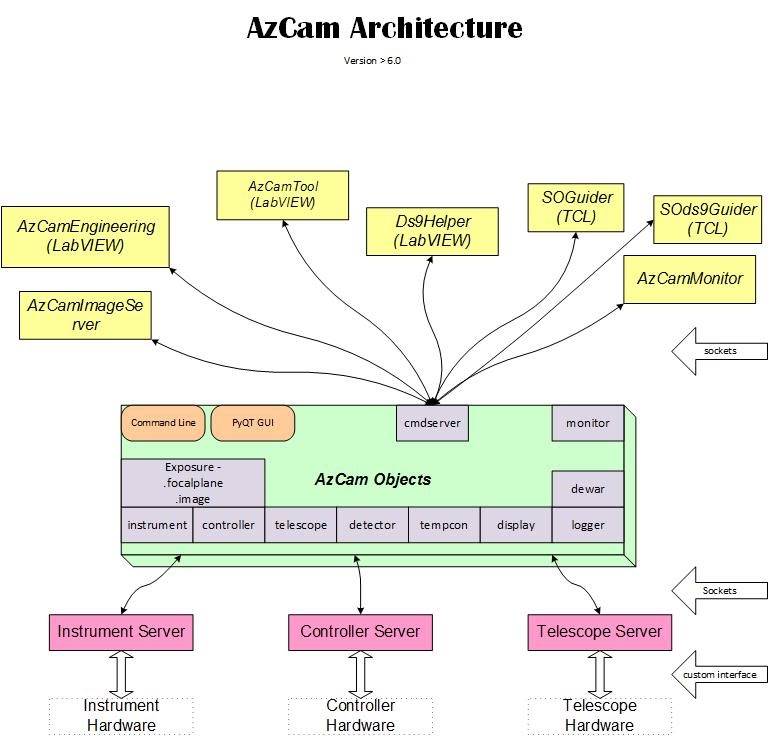 AzCam Architecture
Version > 6.0
AzCamEngineering
(LabVIEW)
AzCamTool
(LabVIEW)
Ds9Helper
(LabVIEW)
SOGuider
(TCL)
SOds9Guider
(TCL)
AzCamImageSe
rver
AzCamMonitor
sockets
Command Line
PyQT GUI
cmdserver
monitor
Exposure -
.focalplane
.image
AzCam Objects
dewar
instrument
controller
telescope
detector
tempcon
display
logger
Sockets
Instrument Server
Controller Server
Telescope Server
custom interface
Instrument
Hardware
Controller
Hardware
Telescope
Hardware